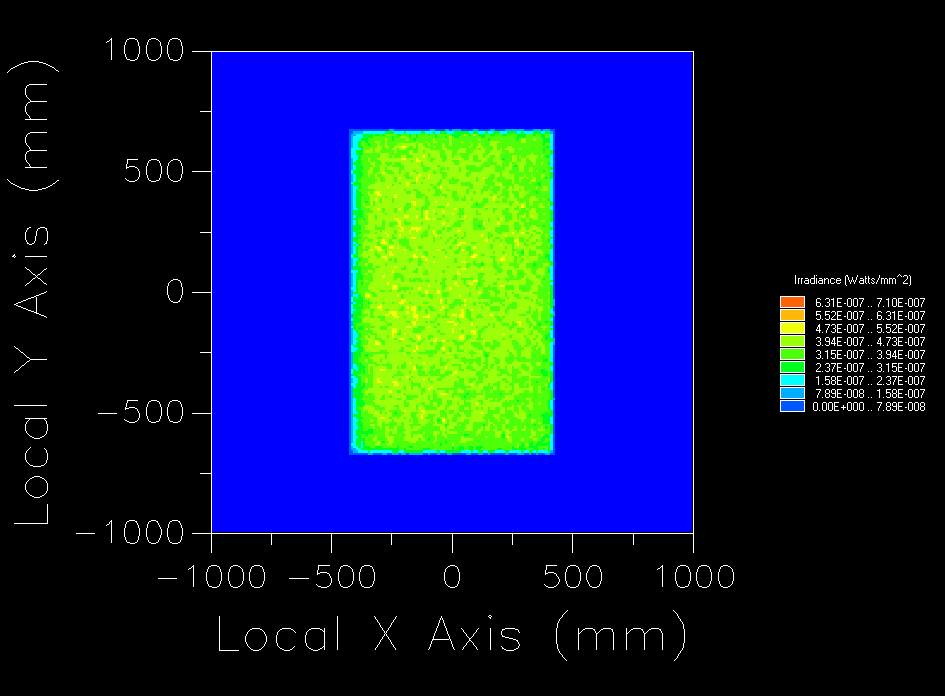 1000
500
0
−500
−1000
Local Y Axis (mm)
−1000 −500 0 500 1000
Local X Axis (mm)
Irradiance (Watts/mm^2)
6.31E-007 .. 7.10E-007
5.52E-007 .. 6.31E-007
4.73E-007 .. 5.52E-007
3.94E-007 .. 4.73E-007
3.15E-007 .. 3.94E-007
2.37E-007 .. 3.15E-007
1.58E-007 .. 2.37E-007
7.89E-008 .. 1.58E-007
0.00E+000 .. 7.89E-008